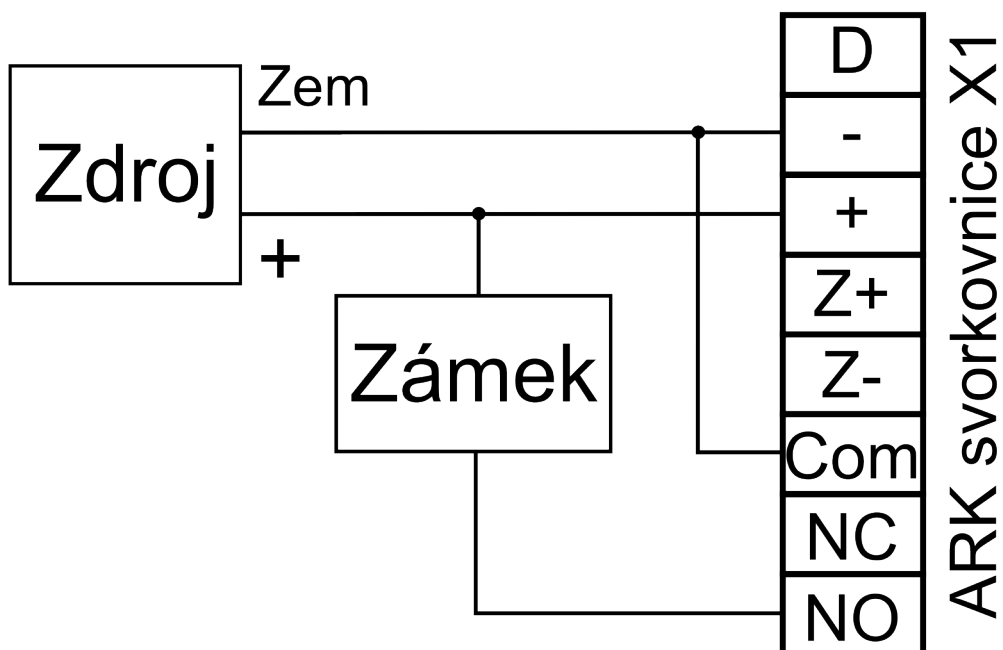 Zdroj
Zem
+
Zámek
D
-
+
Z+
Z-
Com
NC
NO
ARK svorkovnice X1